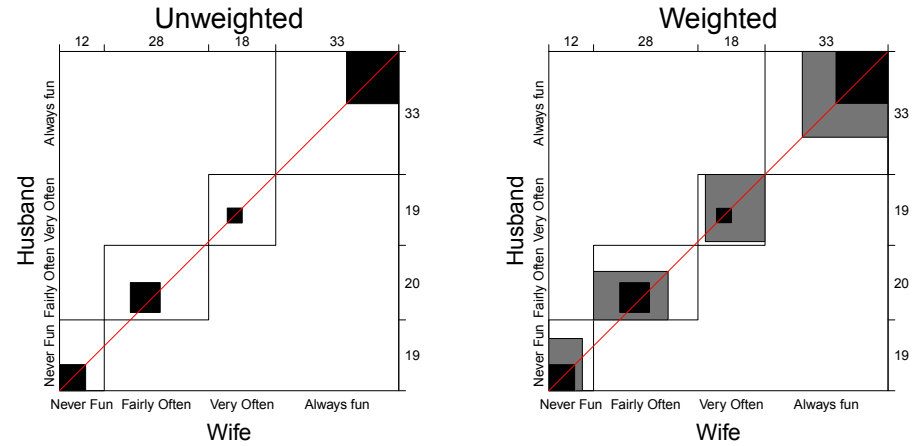 Unweighted
12 28 18 33
Husband
Never Fun Fairly Often Very Often Always fun
33
19
20
19
Never Fun Fairly Often Very Often Always fun
Wife
Weighted
12 28 18 33
Husband
Never Fun Fairly Often Very Often Always fun
33
19
20
19
Never Fun Fairly Often Very Often Always fun
Wife